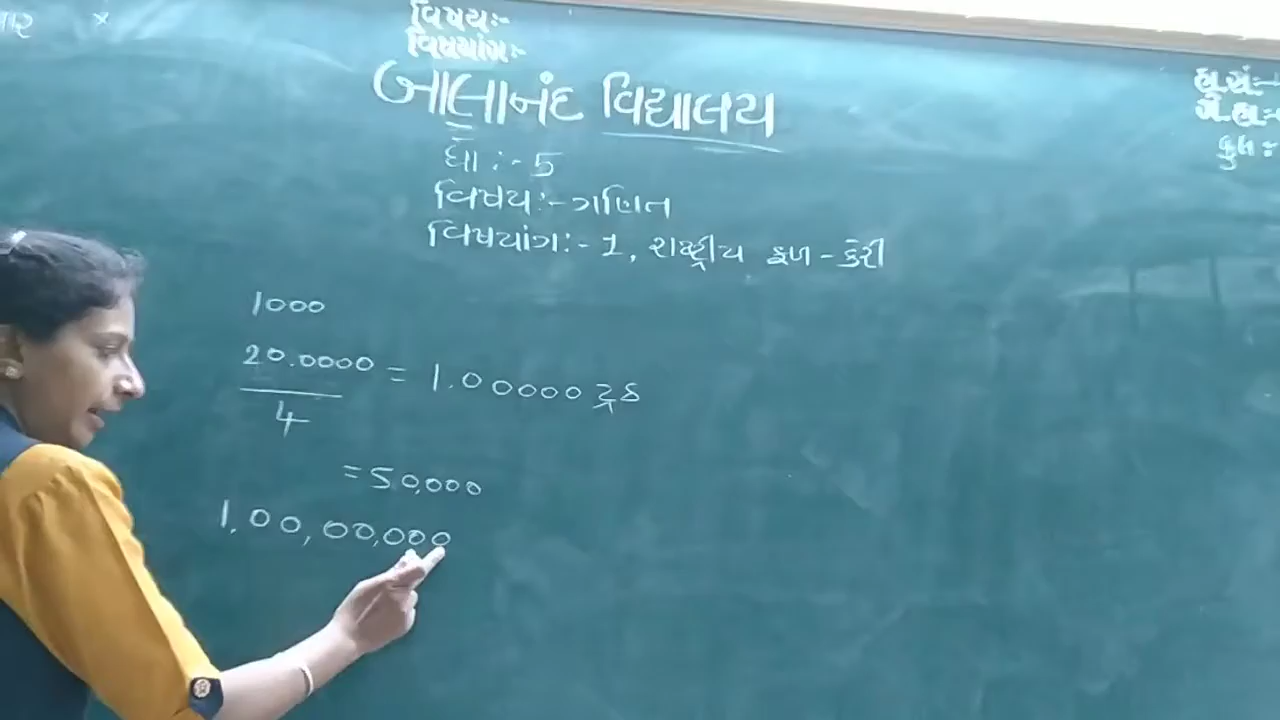 વિષય:-
વિષયાંગ:-
બાલાનંદ વિદ્યાલય
ધો :- 5
વિષય:- ગણિત
વિષયાંગ:- 1, રાષ્ટ્રીય ફળ - કેરી
1000
20.0000 = 1.00000
4
= 50,000
1,00,00,000
હા.સં:-
ગે.હા:-
કુલ: